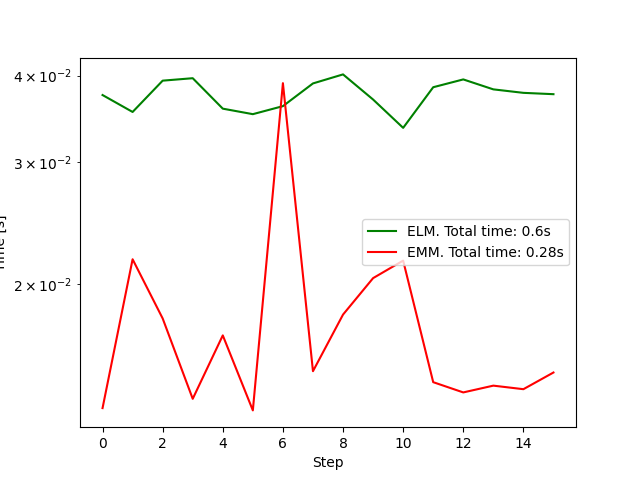 4 × 10⁻²
3 × 10⁻²
2 × 10⁻²
Time [s]
ELM. Total time: 0.6s
EMM. Total time: 0.28s
0 2 4 6 8 10 12 14
Step